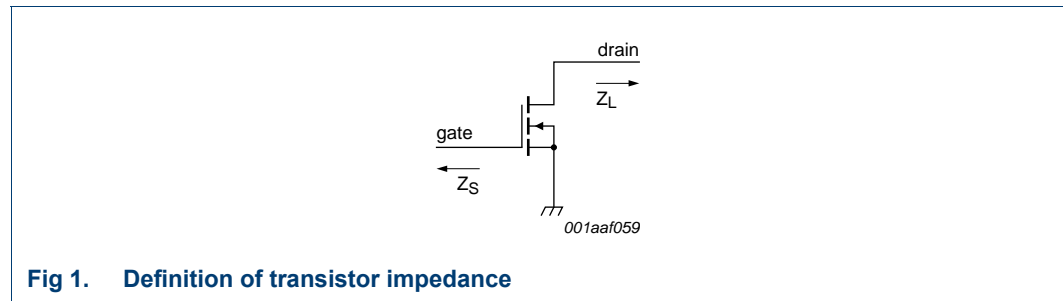 drain
Z_L
gate
Z_S
001aaf059
Fig 1. Definition of transistor impedance